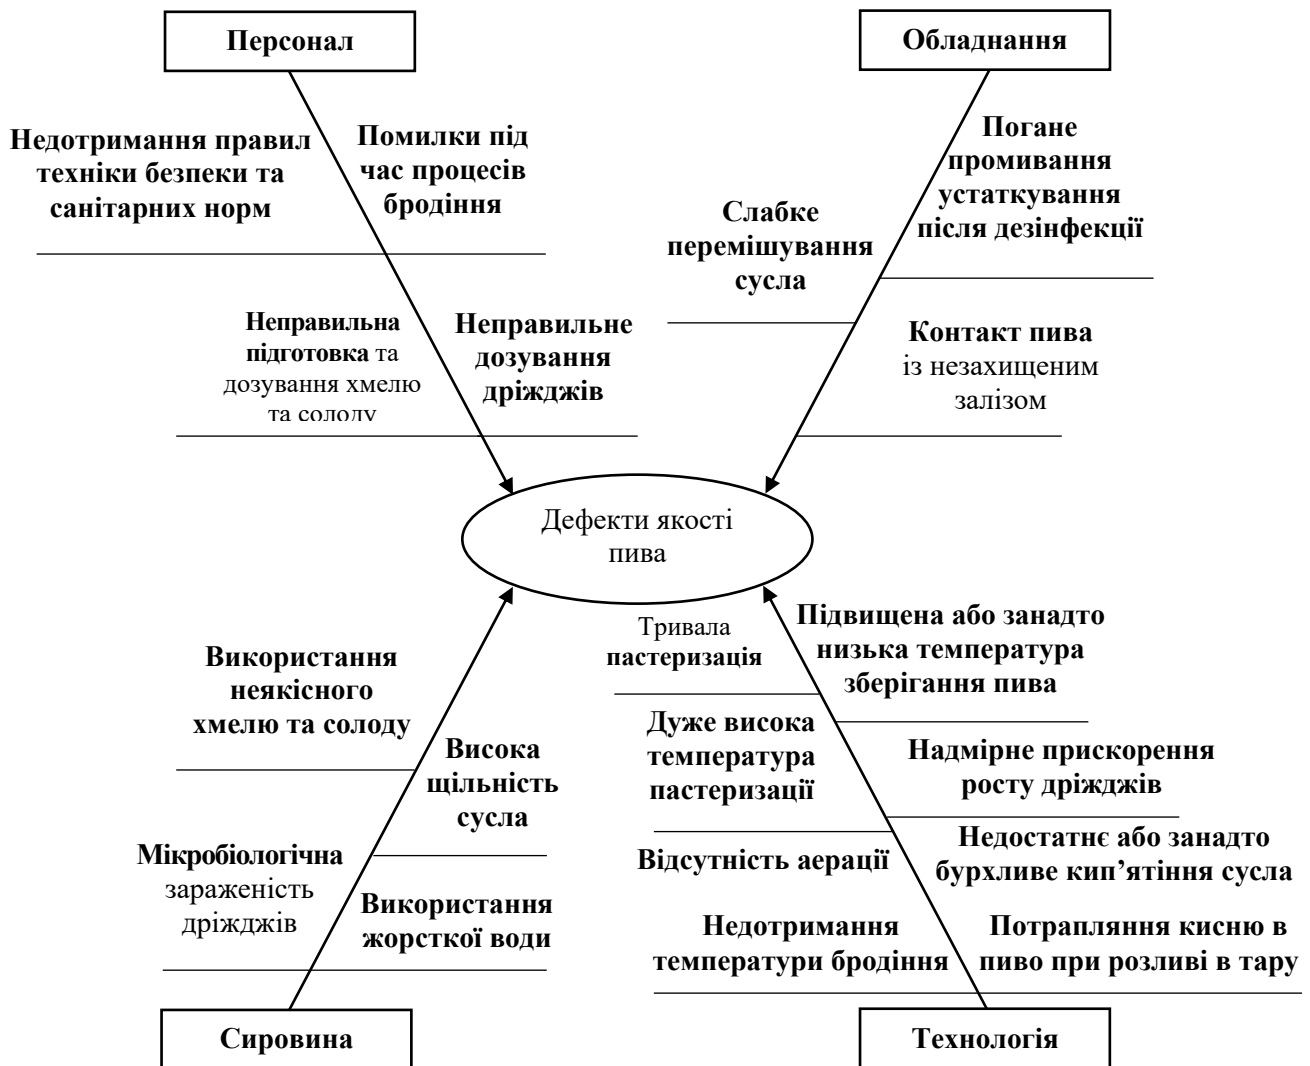 Персонал
Обладнання
Недотримання правил
техніки безпеки та
санітарних норм
Помилки під
час процесів
бродіння
Слабке
перемішування
сусла
Погане
промивання
устаткування
після дезінфекції
Неправильна
підготовка та
дозування хмелю
та солоду
Неправильне
дозування
дріжджів
Контакт пива
із незахищеним
залізом
Дефекти якості
пива
Використання
неякісного
хмелю та солоду
Висока
щільність
сусла
Мікробіологічна
зараженість
дріжджів
Використання
жорсткої води
Тривала
пастеризація
Підвищена або занадто
низька температура
зберігання пива
Дуже висока
температура
пастеризації
Надмірне прискорення
росту дріжджів
Відсутність аерації
Недостатнє або занадто
бурхливе кип’ятіння сусла
Недотримання
температури бродіння
Потрапляння кисню в
пиво при розливі в тару
Сировина
Технологія